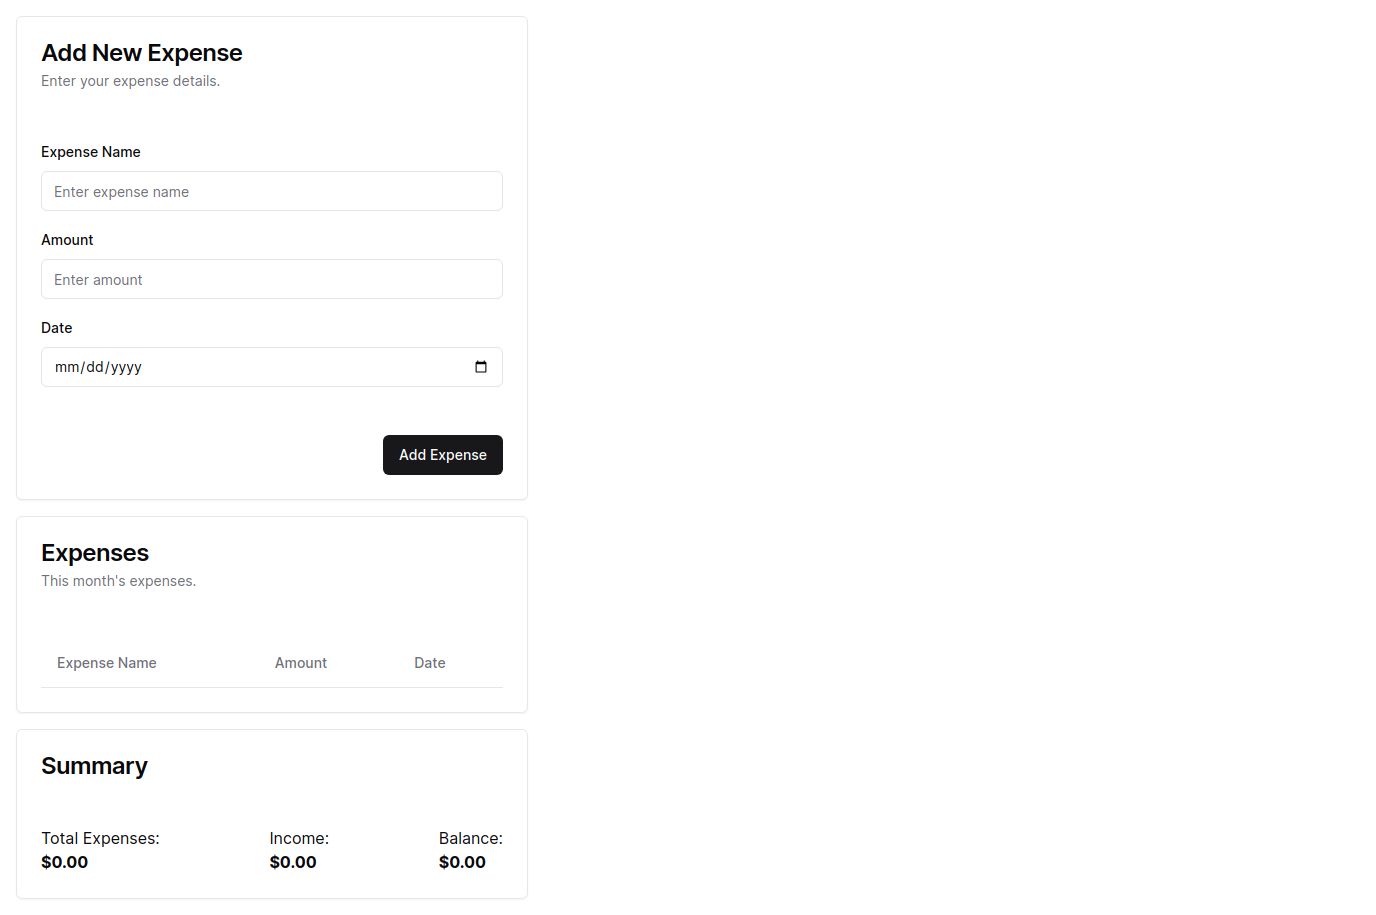 Add New Expense
Enter your expense details.
Expense Name
Enter expense name
Amount
Enter amount
Date
mm/dd/yyyy
Add Expense
Expenses
This month's expenses.
Expense Name Amount Date
Summary
Total Expenses: Income: Balance:
$0.00 $0.00 $0.00